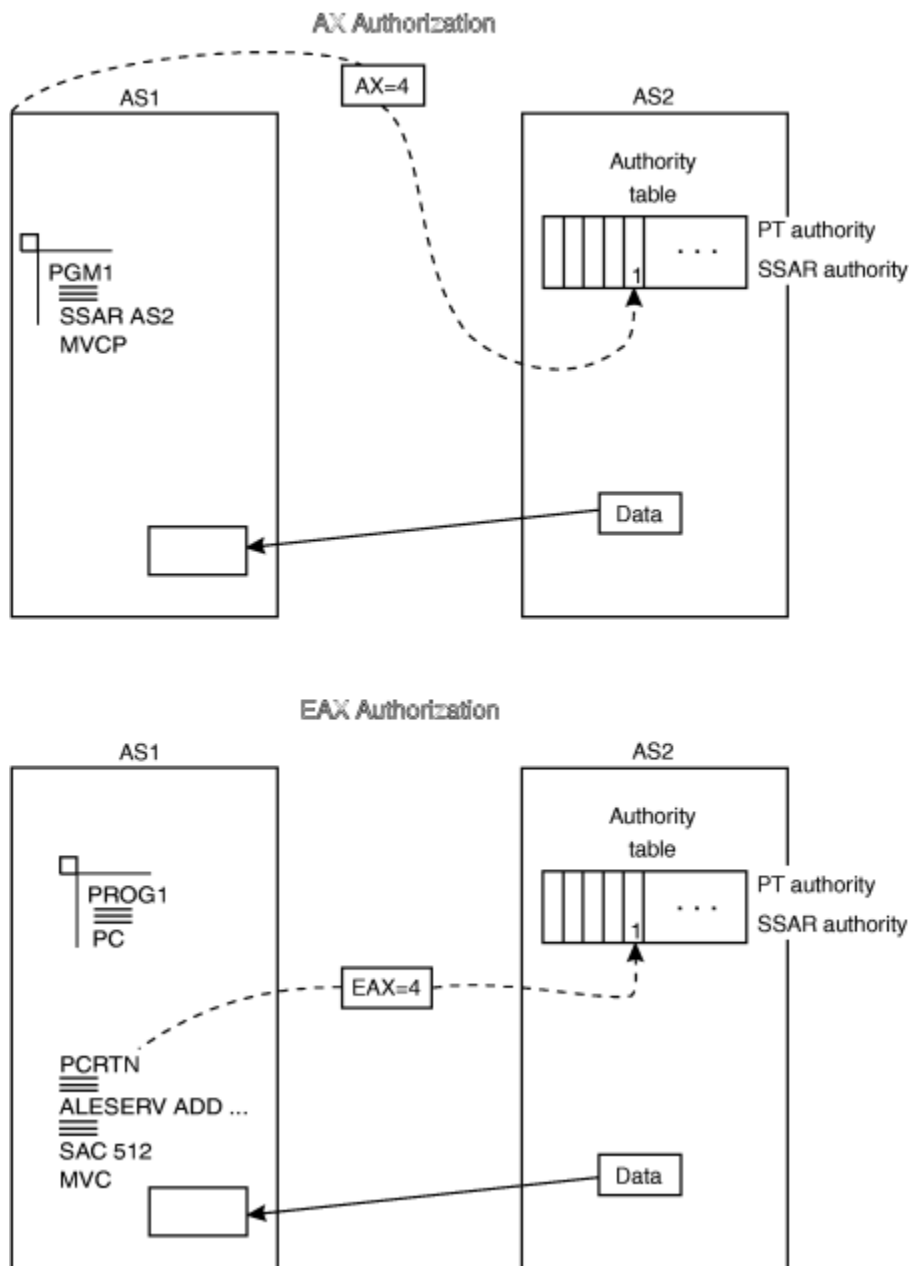 AX Authorization
AX=4
AS1
AS2
Authority
table
PT authority
SSAR authority
1
. . .
PGM1
SSAR AS2
MVCP
Data
EAX Authorization
AS1
AS2
Authority
table
PT authority
SSAR authority
1
. . .
PROG1
PC
EAX=4
PCRTN
ALESERV ADD ...
SAC 512
MVC
Data